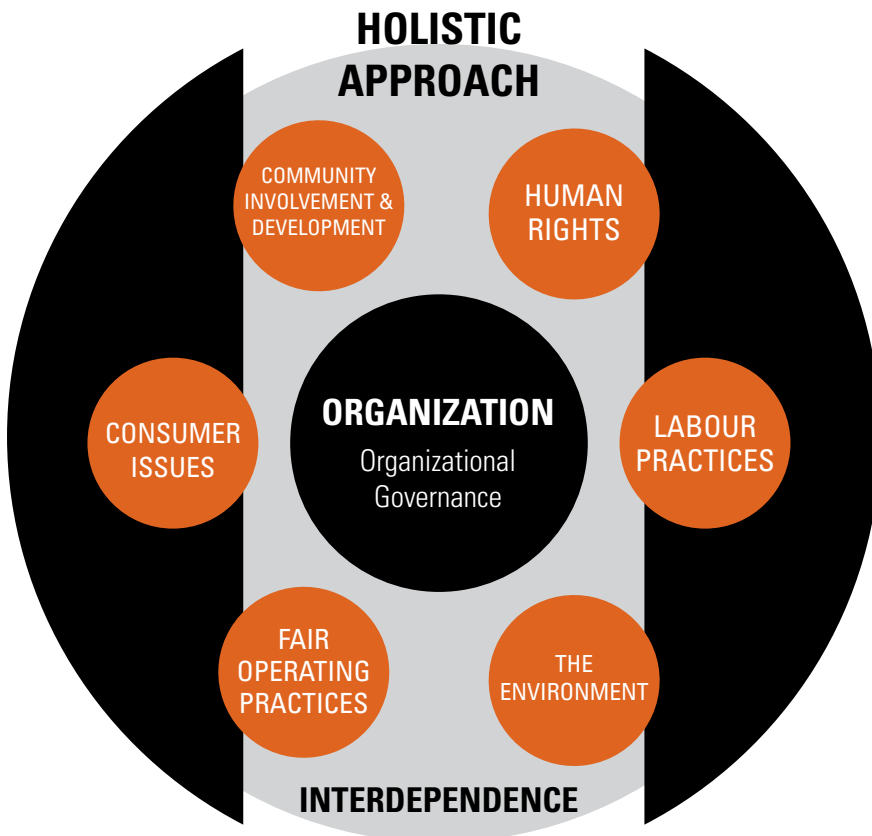 HOLISTIC
APPROACH
COMMUNITY
INVOLVEMENT &
DEVELOPMENT
HUMAN
RIGHTS
CONSUMER
ISSUES
ORGANIZATION
Organizational
Governance
LABOUR
PRACTICES
FAIR
OPERATING
PRACTICES
THE
ENVIRONMENT
INTERDEPENDENCE